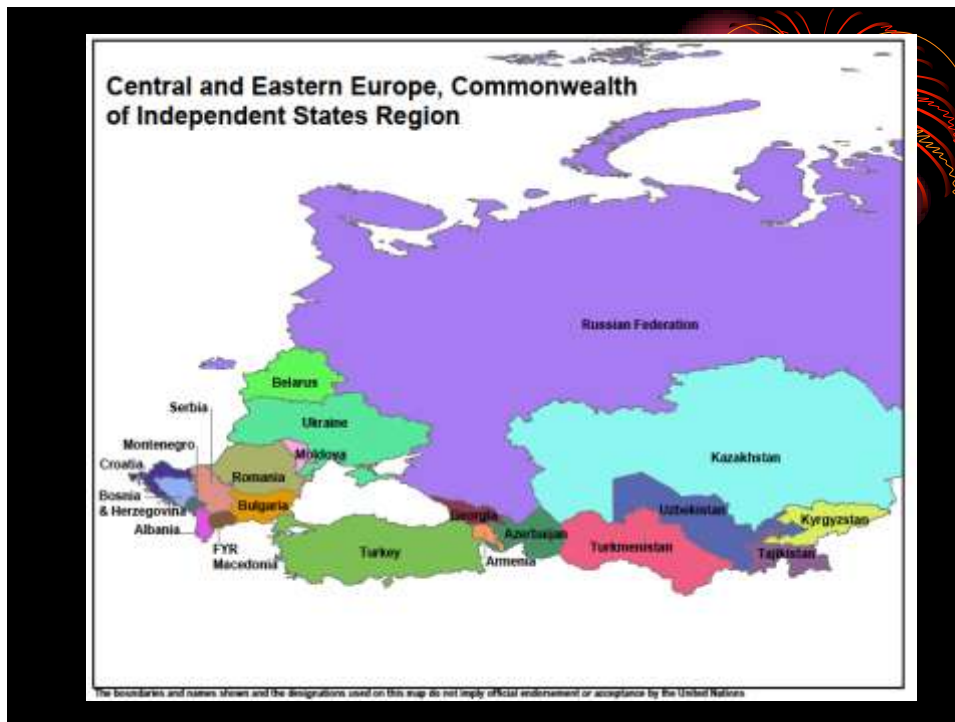 Central and Eastern Europe, Commonwealth
of Independent States Region
Russian Federation
Belarus
Serbia
Ukraine
Montenegro
Moldova
Croatia
Romania
Kazakhstan
Bosnia
& Herzegovina
Bulgaria
Georgia
Uzbekistan
Kyrgyzstan
Albania
Azerbaijan
FYR
Macedonia
Turkey
Armenia
Turkmenistan
Tajikistan
The boundaries and names shown and the designations used on this map do not imply official endorsement or acceptance by the United Nations